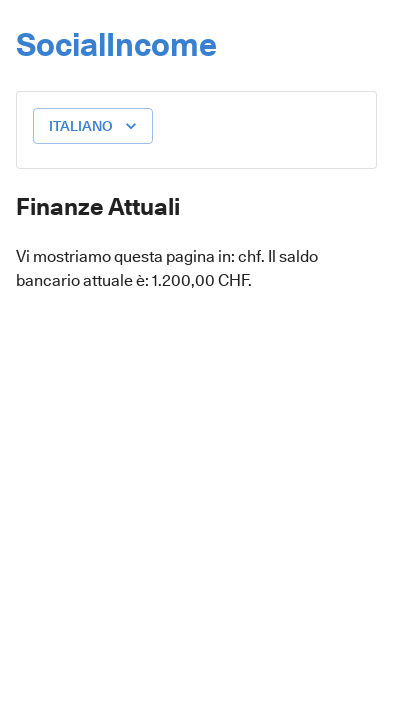 SocialIncome
ITALIANO
Finanze Attuali
Vi mostriamo questa pagina in: chf. Il saldo
bancario attuale è: 1.200,00 CHF.